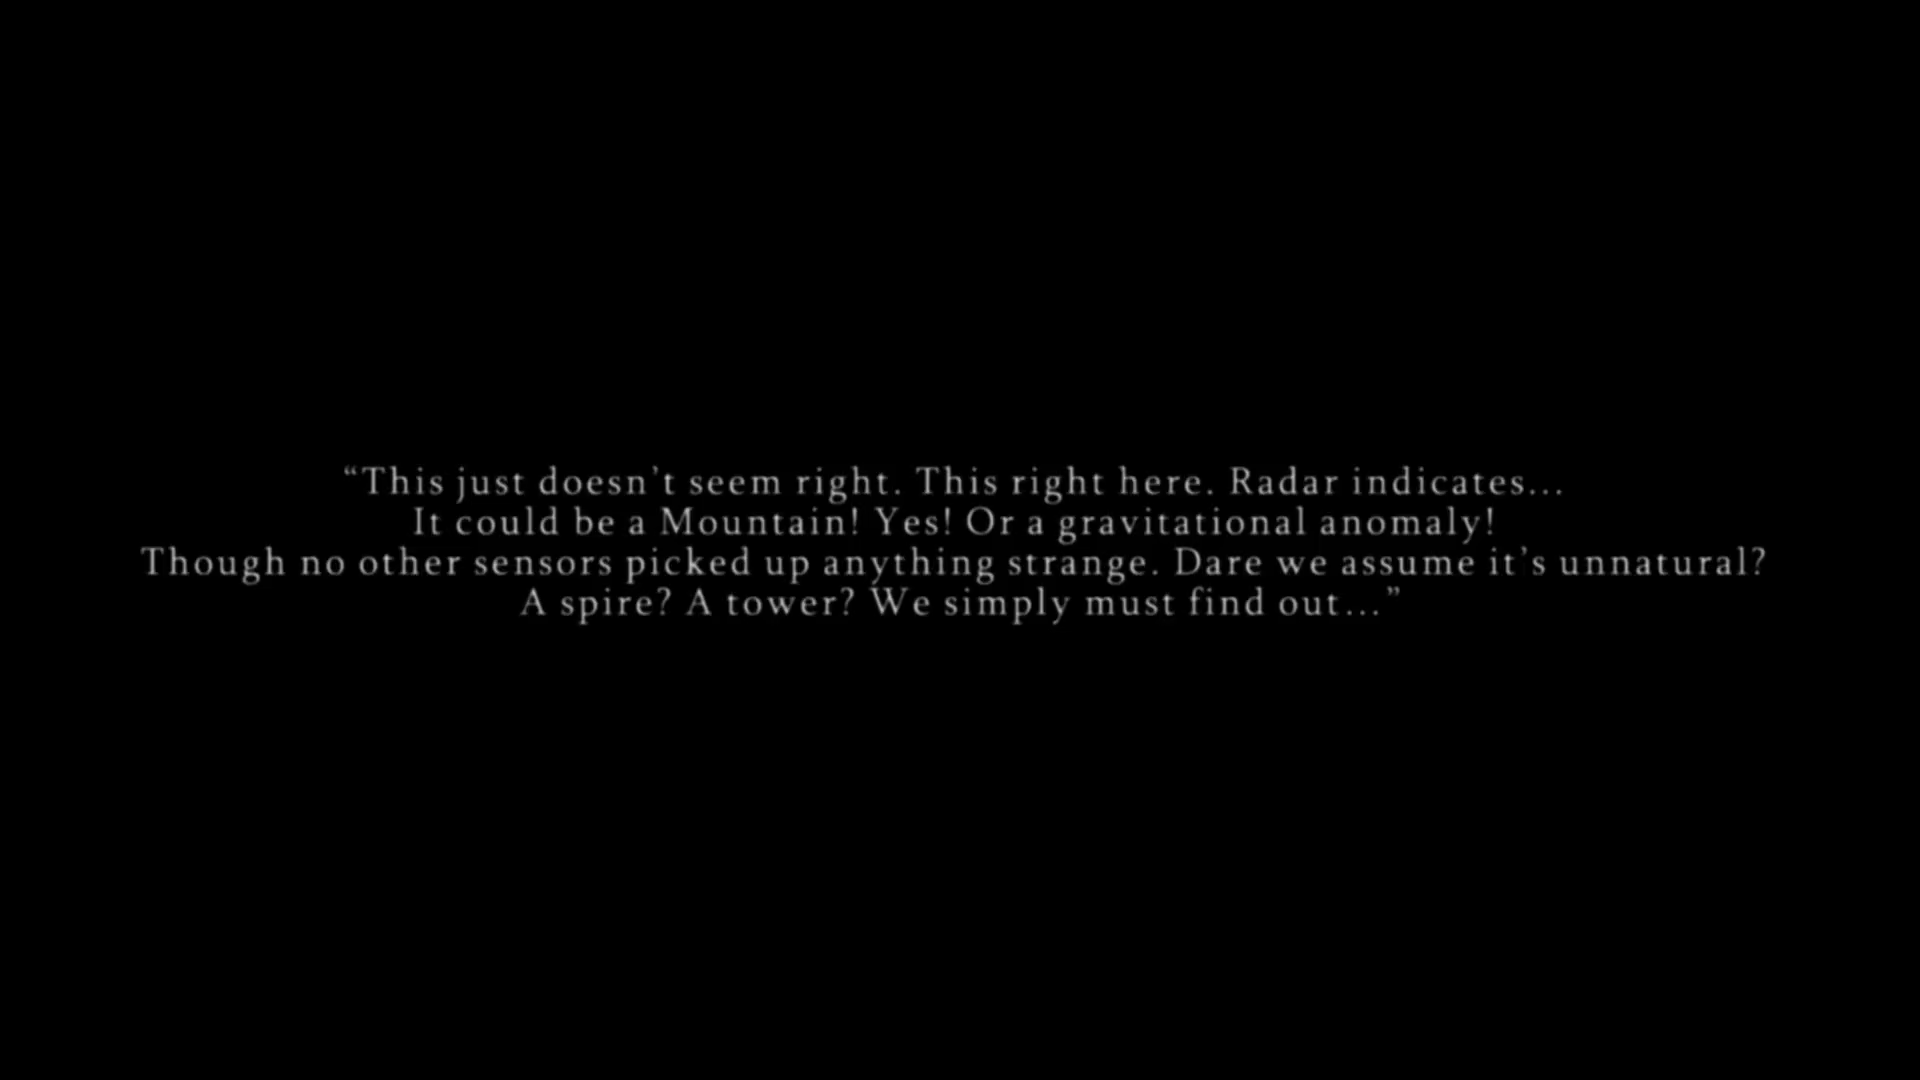 “This just doesn’t seem right. This right here. Radar indicates...
It could be a Mountain! Yes! Or a gravitational anomaly!
Though no other sensors picked up anything strange. Dare we assume it’s unnatural?
A spire? A tower? We simply must find out...”